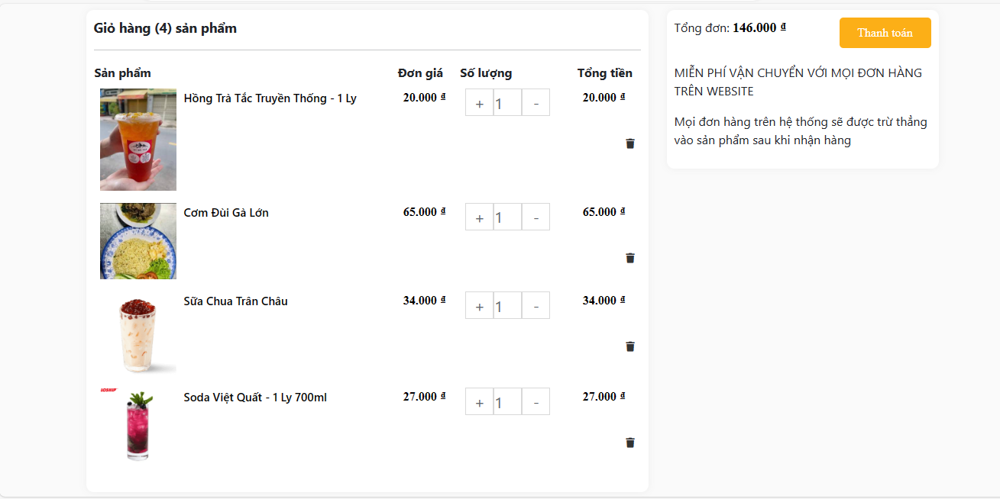 Giỏ hàng (4) sản phẩm
Sản phẩm Đơn giá Số lượng Tổng tiền
Hồng Trà Tắc Truyền Thống - 1 Ly 20.000 ₫ + 1 - 20.000 ₫
Cơm Đùi Gà Lớn 65.000 ₫ + 1 - 65.000 ₫
Sữa Chua Trân Châu 34.000 ₫ + 1 - 34.000 ₫
LOSHIP
Soda Việt Quất - 1 Ly 700ml 27.000 ₫ + 1 - 27.000 ₫
Tổng đơn: 146.000 ₫ Thanh toán
MIỄN PHÍ VẬN CHUYỂN VỚI MỌI ĐƠN HÀNG
TRÊN WEBSITE
Mọi đơn hàng trên hệ thống sẽ được trừ thẳng
vào sản phẩm sau khi nhận hàng